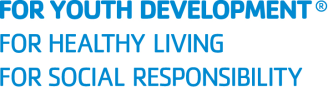 FOR YOUTH DEVELOPMENT®
FOR HEALTHY LIVING
FOR SOCIAL RESPONSIBILITY